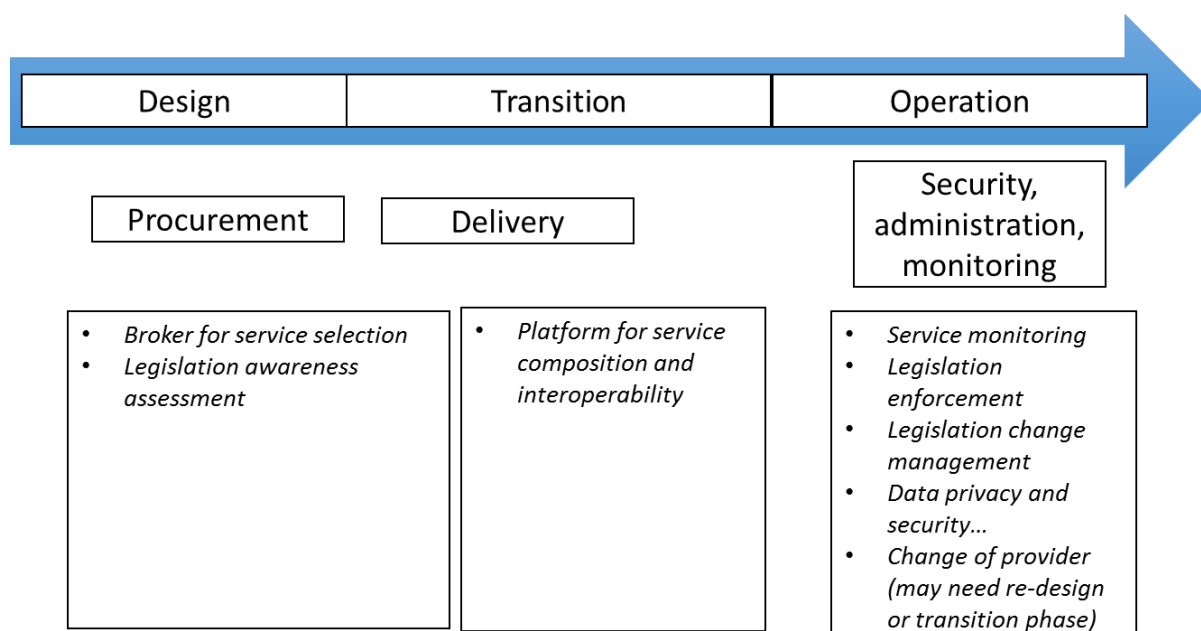 Design
Transition
Operation
Procurement
Delivery
Security,
administration,
monitoring
• Broker for service selection
• Legislation awareness
assessment
• Platform for service
composition and
interoperability
• Service monitoring
• Legislation
enforcement
• Legislation change
management
• Data privacy and
security...
• Change of provider
(may need re-design
or transition phase)